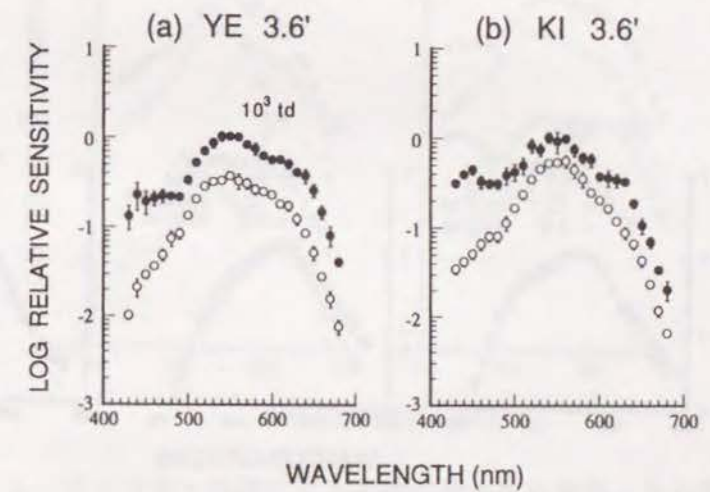 (a) YE 3.6'
(b) KI 3.6'
LOG RELATIVE SENSITIVITY
10³ td
1
0
-1
-2
-3
400 500 600 700
1
0
-1
-2
-3
400 500 600 700
WAVELENGTH (nm)